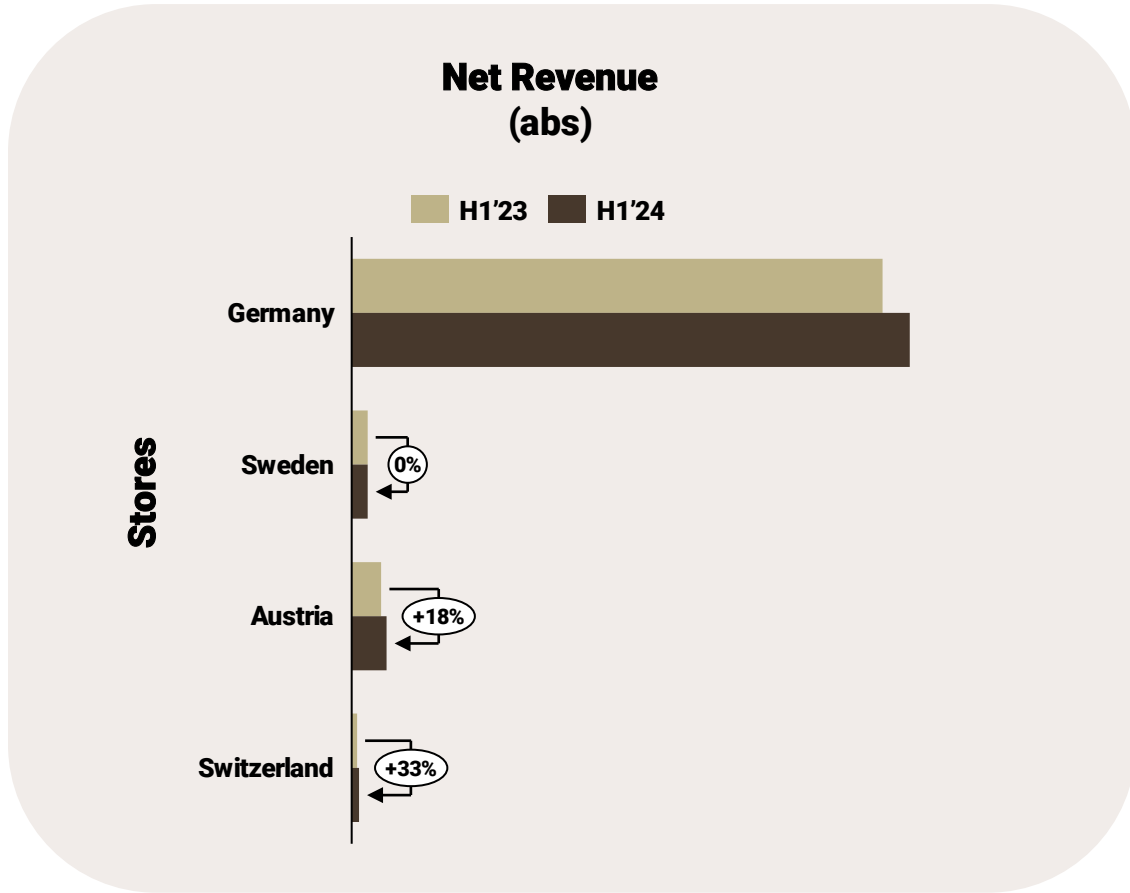 Net Revenue
(abs)
H1’23 H1’24
Germany
Stores
Sweden 0%
Austria +18%
Switzerland +33%